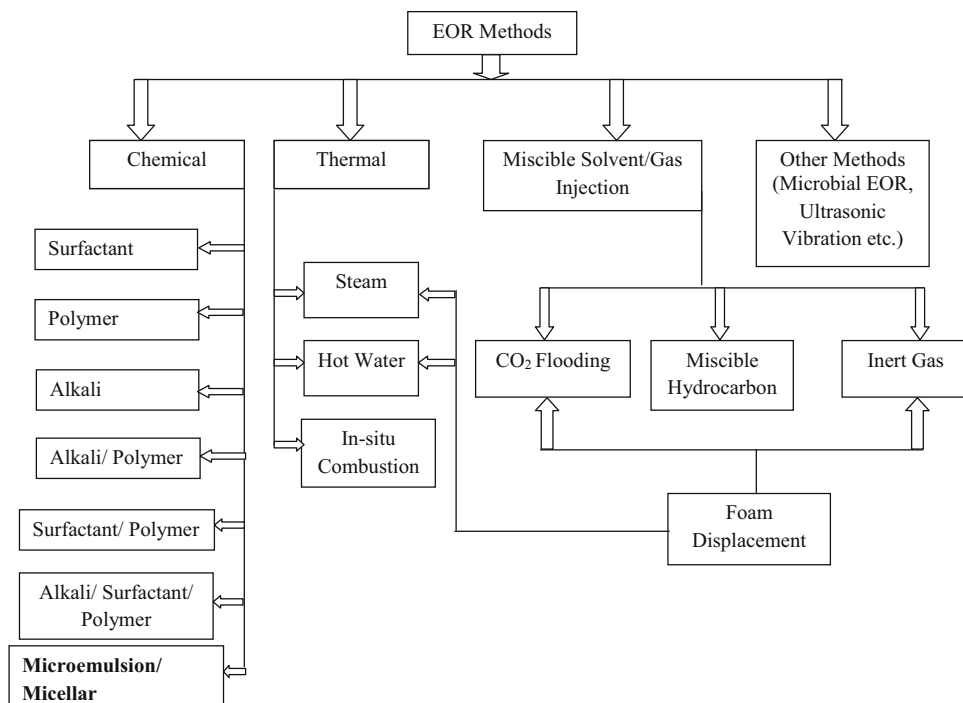 EOR Methods
Chemical
Thermal
Miscible Solvent/Gas
Injection
Other Methods
(Microbial EOR,
Ultrasonic
Vibration etc.)
Surfactant
Polymer
Alkali
Alkali/ Polymer
Surfactant/ Polymer
Alkali/ Surfactant/
Polymer
Microemulsion/
Micellar
Steam
Hot Water
In-situ
Combustion
CO₂ Flooding
Miscible
Hydrocarbon
Inert Gas
Foam
Displacement